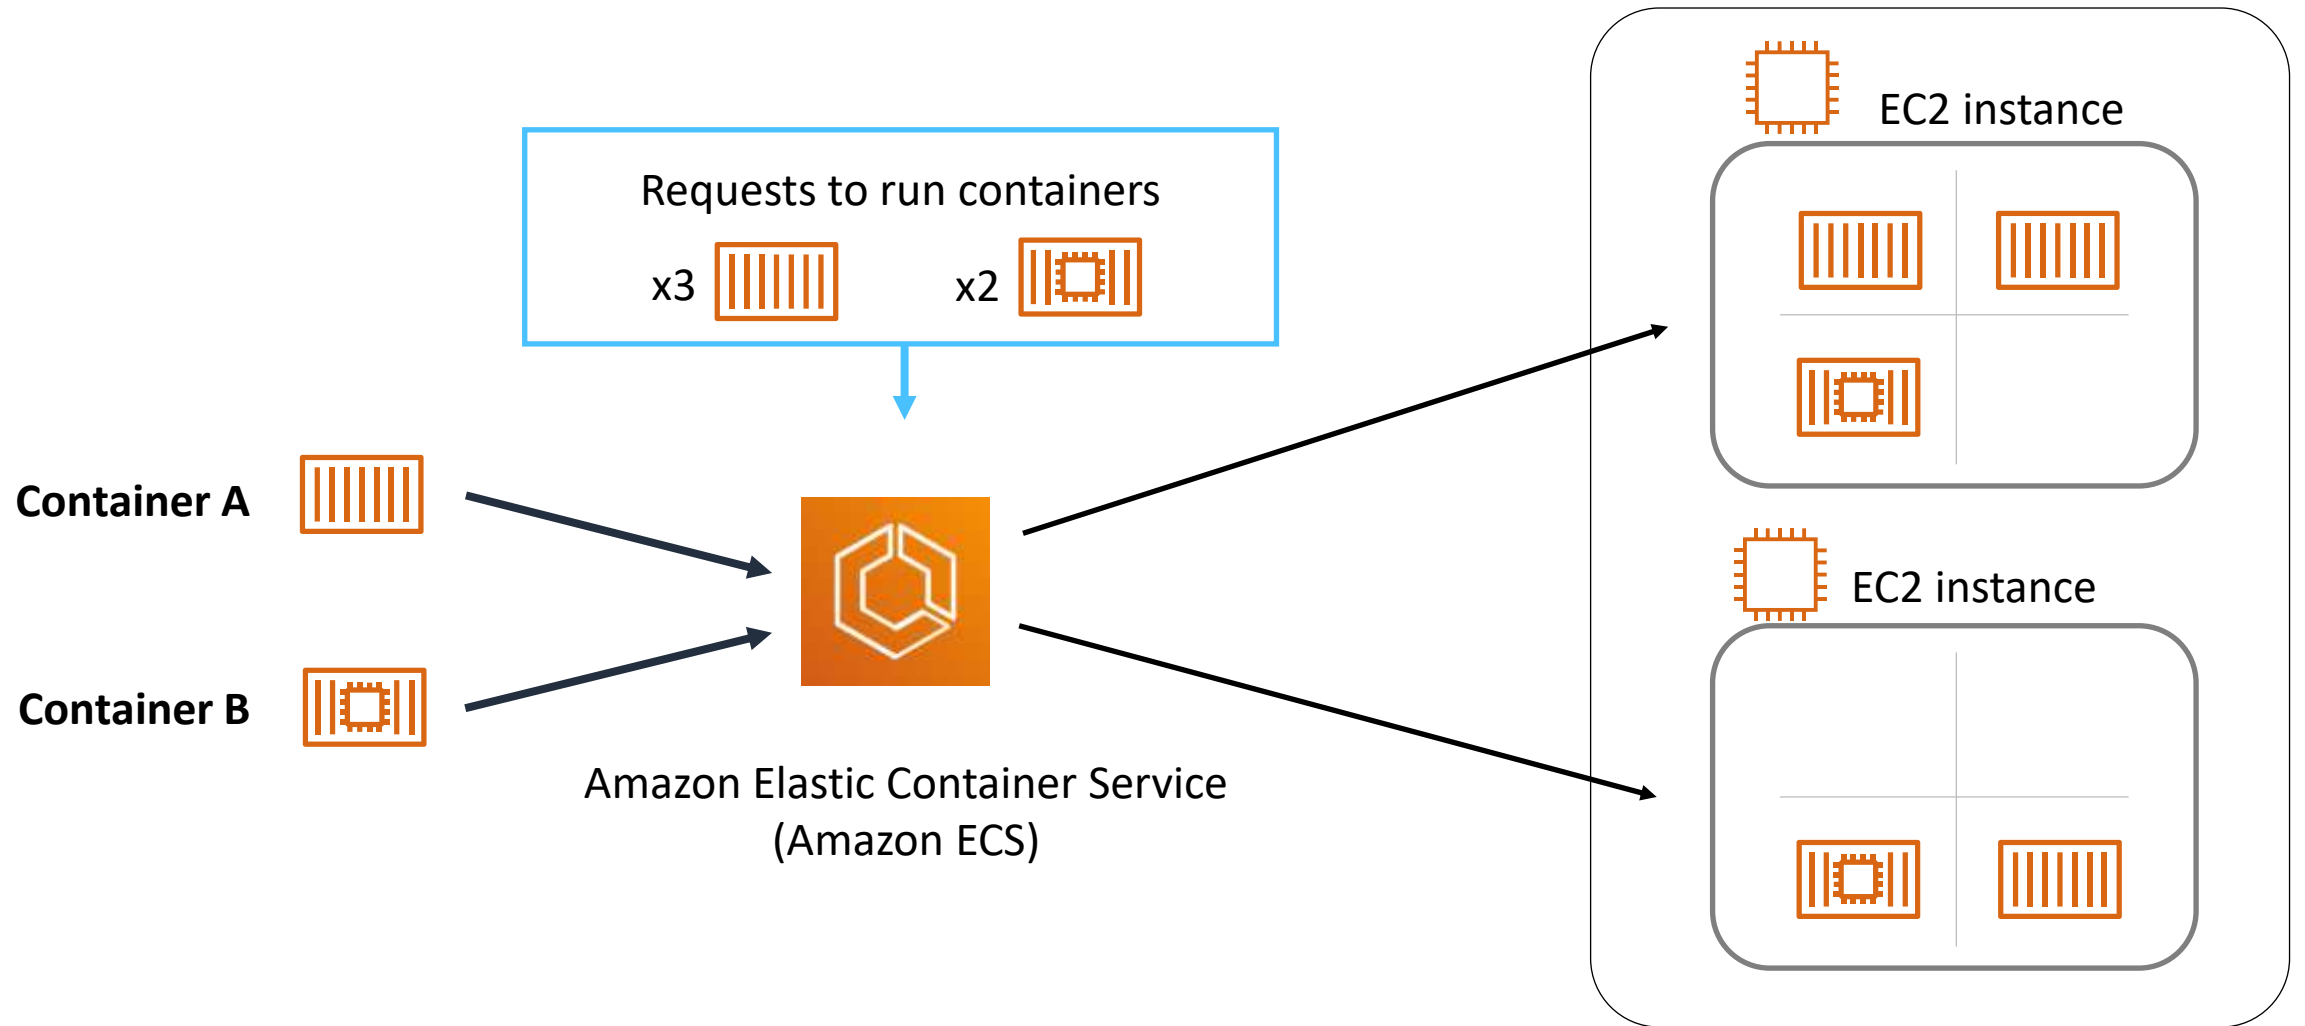 Requests to run containers
x3
x2
Container A
Container B
Amazon Elastic Container Service
(Amazon ECS)
EC2 instance
EC2 instance